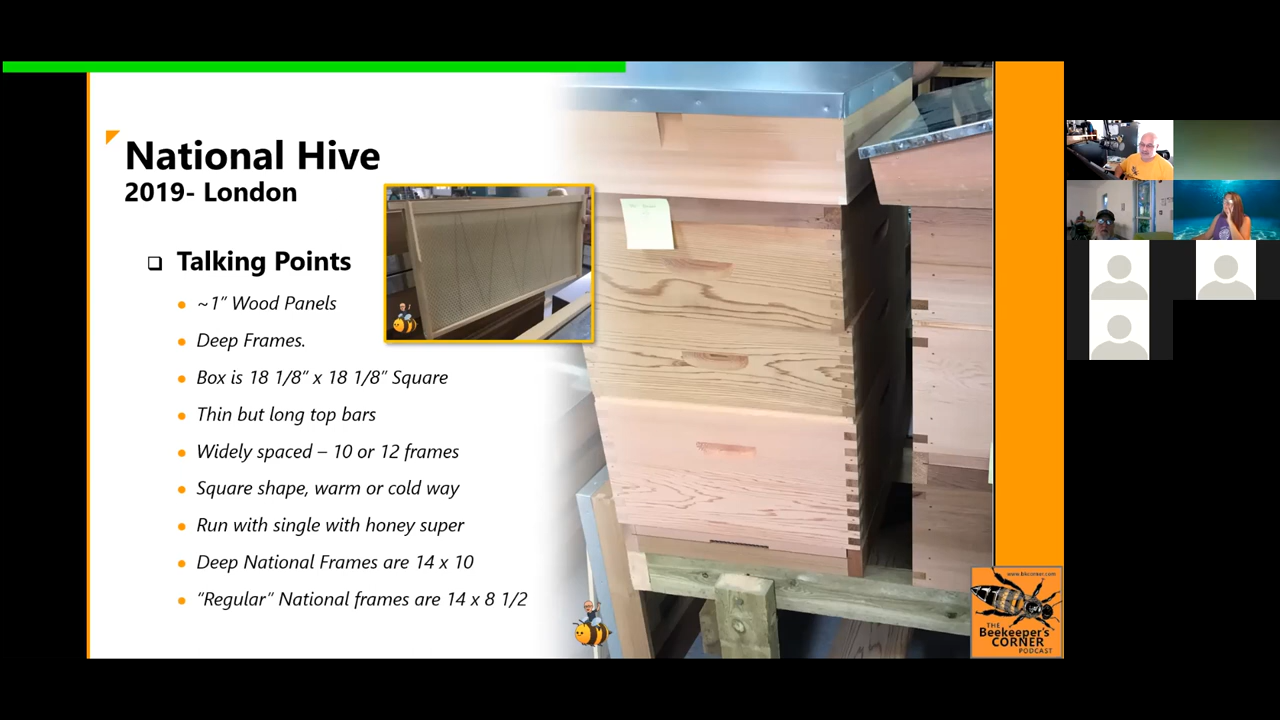 National Hive
2019- London
Talking Points
~1” Wood Panels
Deep Frames.
Box is 18 1/8” x 18 1/8” Square
Thin but long top bars
Widely spaced – 10 or 12 frames
Square shape, warm or cold way
Run with single with honey super
Deep National Frames are 14 x 10
“Regular” National frames are 14 x 8 1/2
www.bkcorner.com
THE
Beekeeper's
CORNER
PODCAST